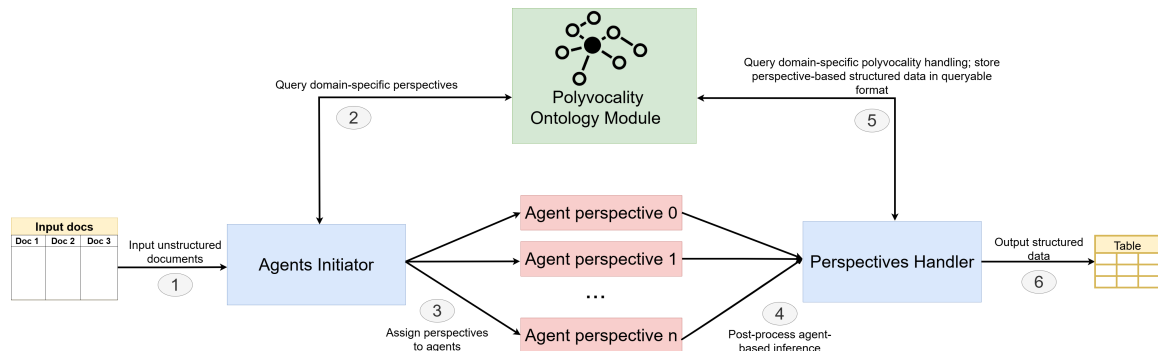 Polyvocality
Ontology Module
Query domain-specific perspectives
2
Query domain-specific polyvocality handling; store
perspective-based structured data in queryable
format
5
Input docs
Doc 1 Doc 2 Doc 3
Input unstructured
documents
1
Agents Initiator
3
Assign perspectives
to agents
Agent perspective 0
Agent perspective 1
...
Agent perspective n
4
Post-process agent-
based inference
Perspectives Handler
Output structured
data
6
Table